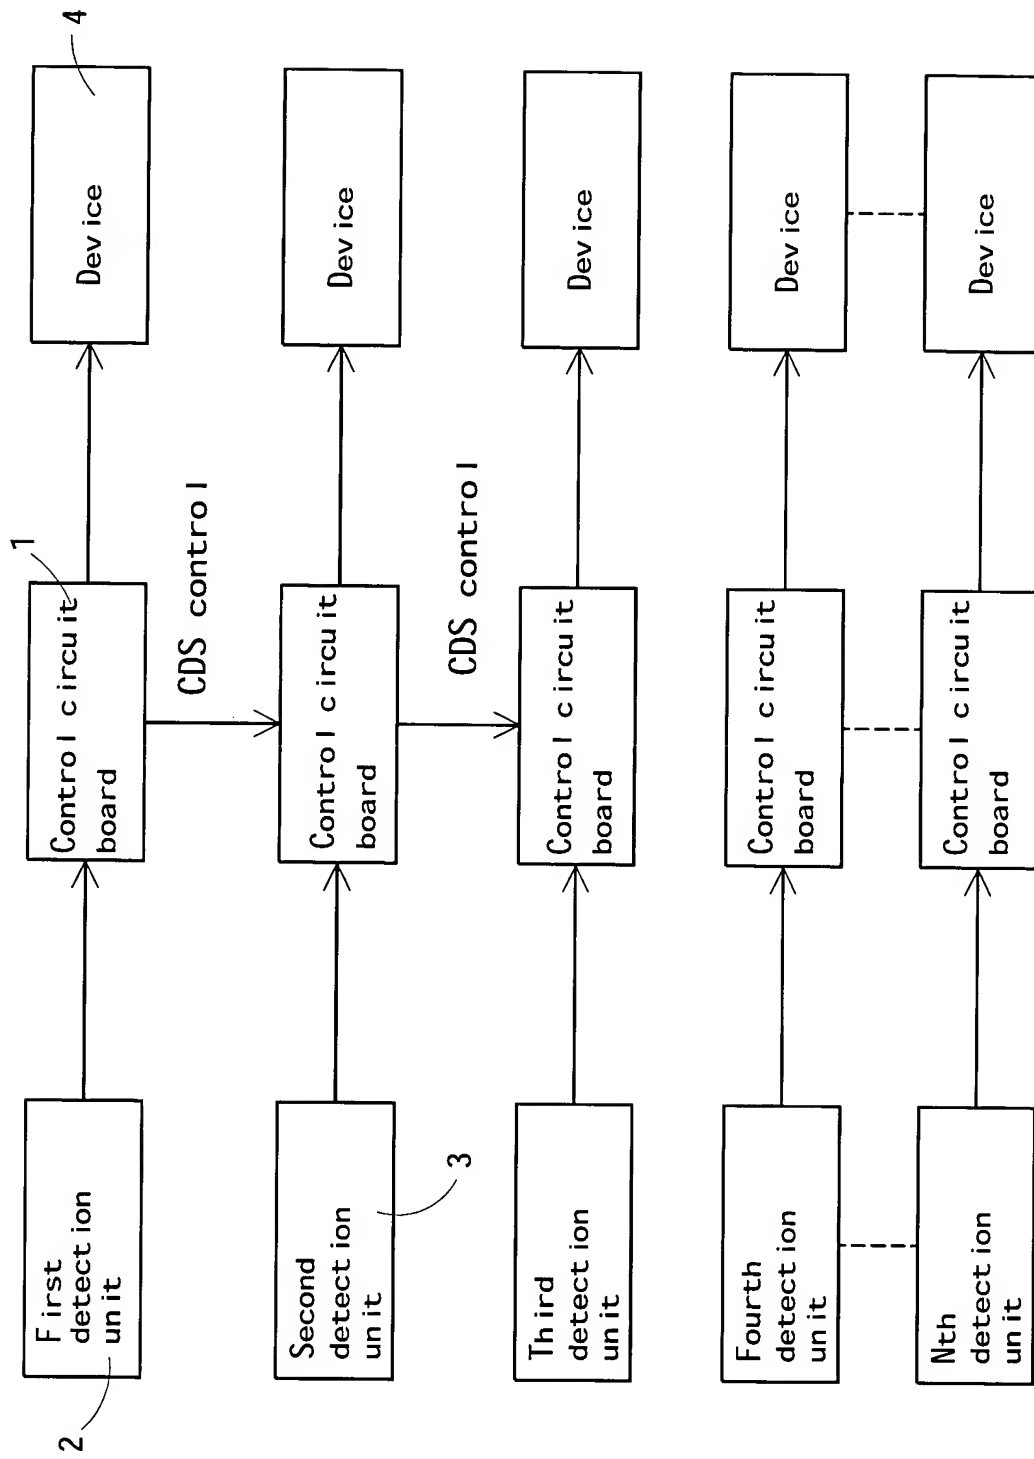 First
detection
unit
2
Control circuit
board
1
Device
4
CDS control
Second
detection
unit
3
Control circuit
board
Device
CDS control
Third
detection
unit
Control circuit
board
Device
Fourth
detection
unit
Control circuit
board
Device
Nth
detection
unit
Control circuit
board
Device